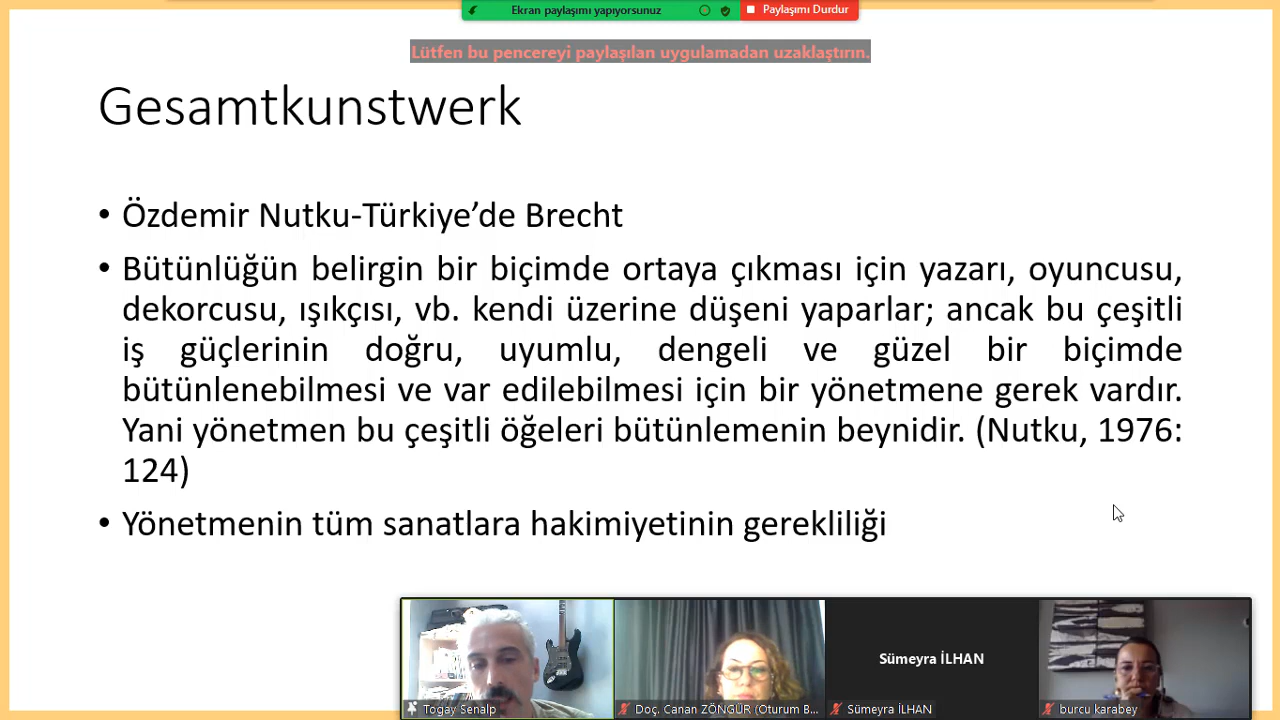 Ekran paylaşımı yapıyorsunuz
Paylaşımı Durdur
Lütfen bu pencereyi paylaşılan uygulamadan uzaklaştırın.
Gesamtkunstwerk
• Özdemir Nutku-Türkiye’de Brecht
• Bütünlüğün belirgin bir biçimde ortaya çıkması için yazarı, oyuncusu,
dekorcusu, ışıkçısı, vb. kendi üzerine düşeni yaparlar; ancak bu çeşitli
iş güçlerinin doğru, uyumlu, dengeli ve güzel bir biçimde
bütünlenebilmesi ve var edilebilmesi için bir yönetmene gerek vardır.
Yani yönetmen bu çeşitli öğeleri bütünlemenin beynidir. (Nutku, 1976:
124)
• Yönetmenin tüm sanatlara hakimiyetinin gerekliliği
Sümeyra İLHAN
Togay Senalp
Doç. Canan ZÖNGÜR (Oturum B...
Sümeyra İLHAN
burcu karabey